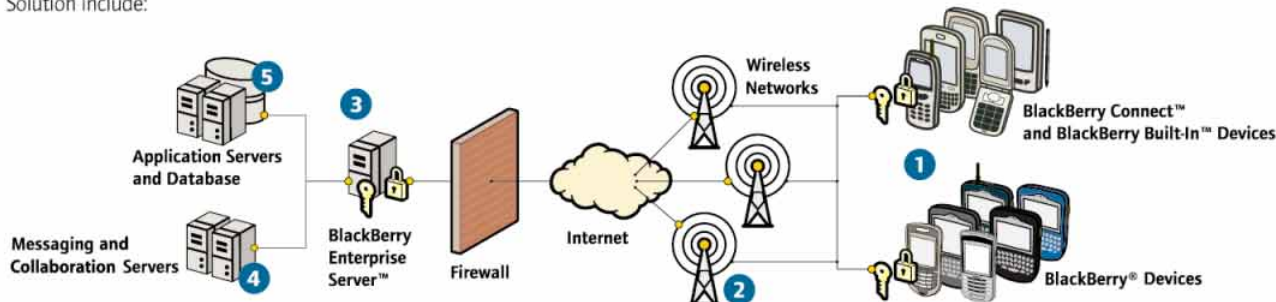 Solution include:
5
Application Servers
and Database
Messaging and
Collaboration Servers
4
3
BlackBerry
Enterprise
Server™
Firewall
Internet
Wireless
Networks
2
1
BlackBerry Connect™
and BlackBerry Built-In™ Devices
BlackBerry® Devices